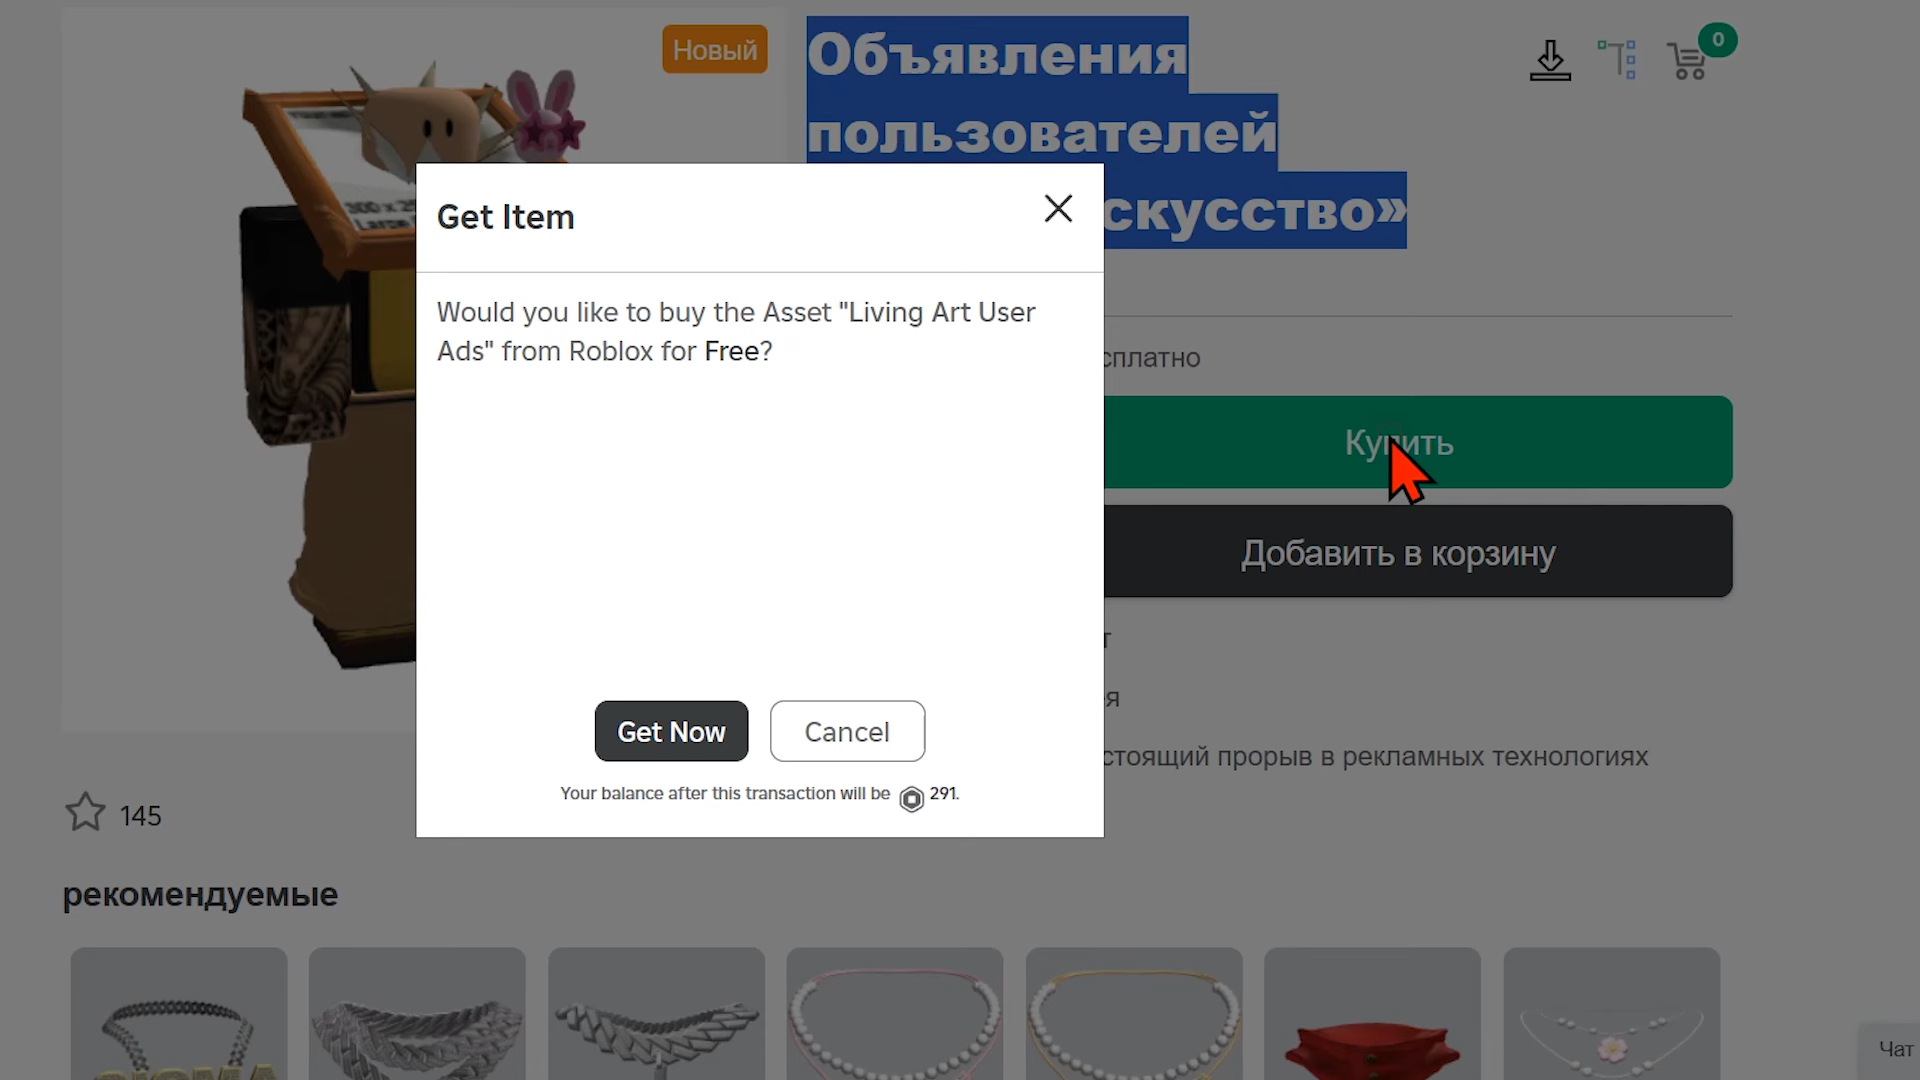 Новый
Объявления
пользователей
скусство»
0
Get Item
Would you like to buy the Asset "Living Art User
Ads" from Roblox for Free?
сплатно
Купить
Добавить в корзину
т
я
стоящий прорыв в рекламных технологиях
Get Now
Cancel
Your balance after this transaction will be 291.
145
рекомендуемые
Чат